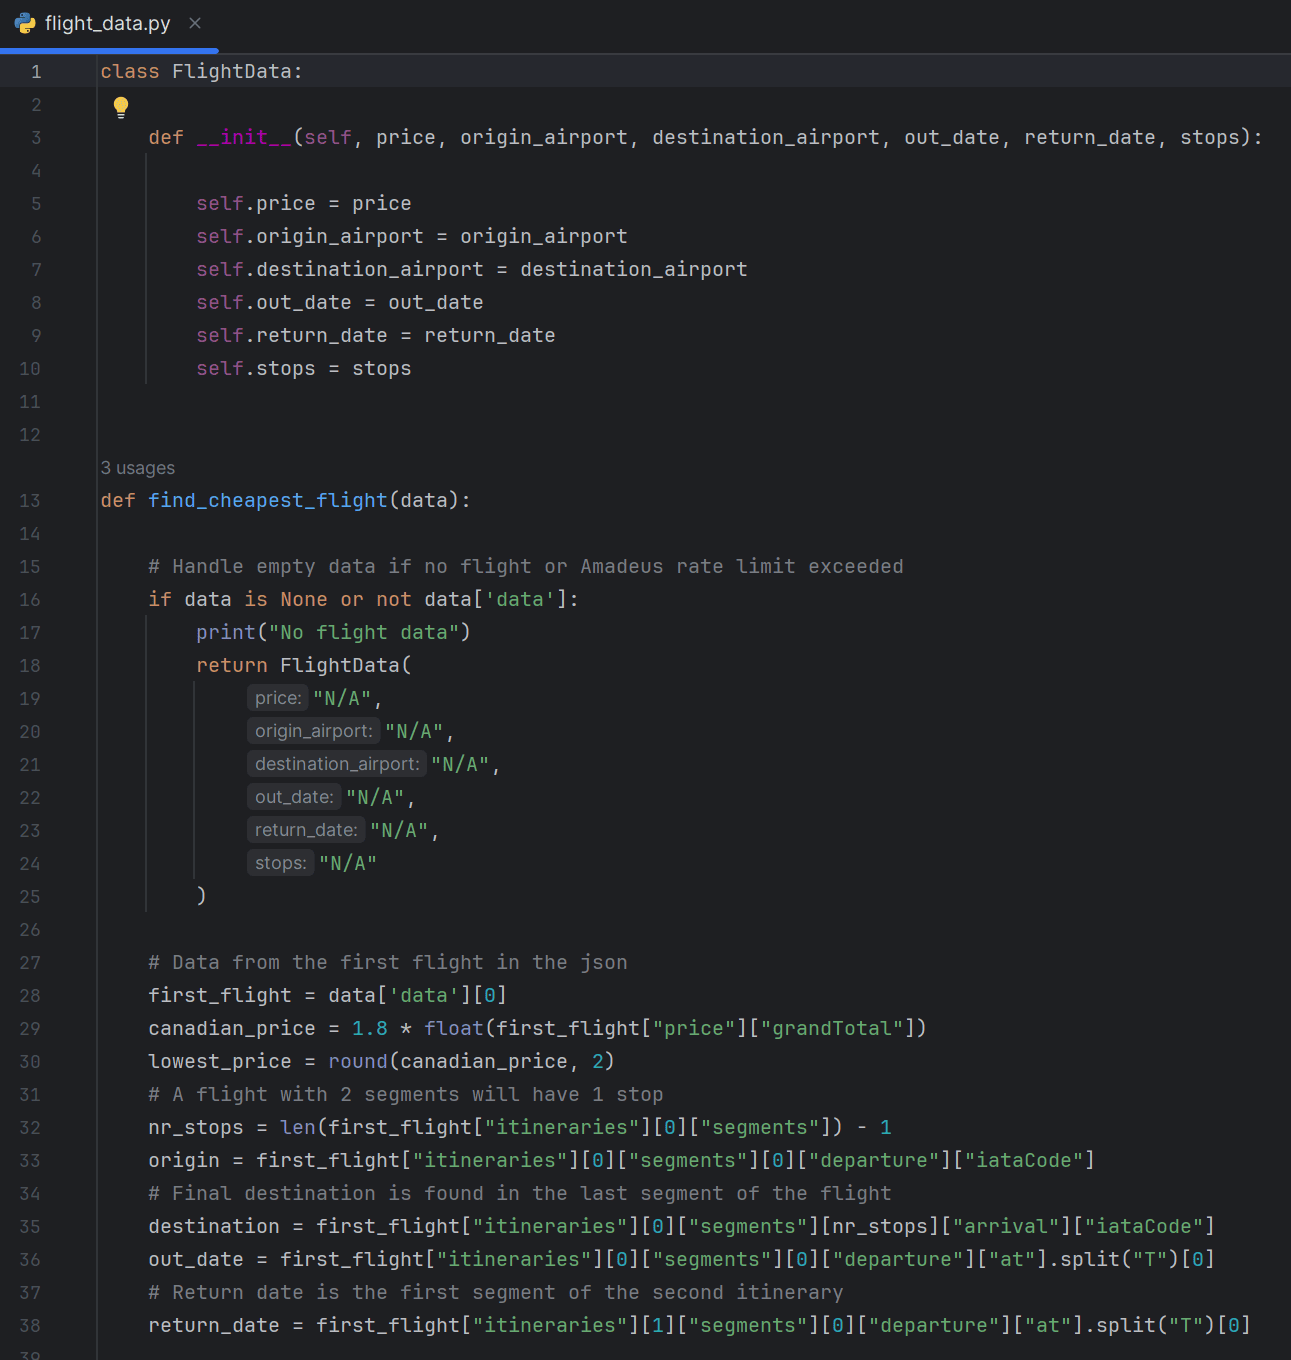 flight_data.py ×
1 class FlightData:
2
3     def __init__(self, price, origin_airport, destination_airport, out_date, return_date, stops):
4
5         self.price = price
6         self.origin_airport = origin_airport
7         self.destination_airport = destination_airport
8         self.out_date = out_date
9         self.return_date = return_date
10         self.stops = stops
11
12
3 usages
13 def find_cheapest_flight(data):
14
15     # Handle empty data if no flight or Amadeus rate limit exceeded
16     if data is None or not data['data']:
17         print("No flight data")
18         return FlightData(
19             price: "N/A",
20             origin_airport: "N/A",
21             destination_airport: "N/A",
22             out_date: "N/A",
23             return_date: "N/A",
24             stops: "N/A"
25         )
26
27     # Data from the first flight in the json
28     first_flight = data['data'][0]
29     canadian_price = 1.8 * float(first_flight["price"]["grandTotal"])
30     lowest_price = round(canadian_price, 2)
31     # A flight with 2 segments will have 1 stop
32     nr_stops = len(first_flight["itineraries"][0]["segments"]) - 1
33     origin = first_flight["itineraries"][0]["segments"][0]["departure"]["iataCode"]
34     # Final destination is found in the last segment of the flight
35     destination = first_flight["itineraries"][0]["segments"][nr_stops]["arrival"]["iataCode"]
36     out_date = first_flight["itineraries"][0]["segments"][0]["departure"]["at"].split("T")[0]
37     # Return date is the first segment of the second itinerary
38     return_date = first_flight["itineraries"][1]["segments"][0]["departure"]["at"].split("T")[0]
39